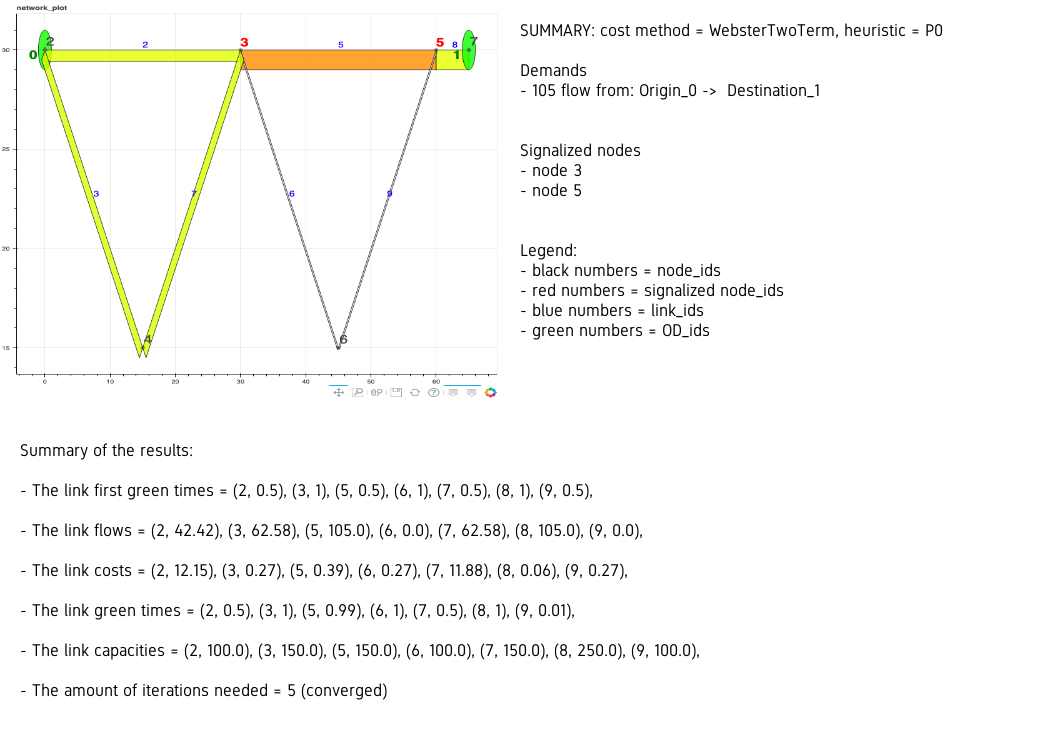 network_plot
2
3
5
5
8
7
0
1
30
25
20
15
3
7
6
9
4
6
0
10
20
30
40
50
60
SUMMARY: cost method = WebsterTwoTerm, heuristic = P0
Demands
- 105 flow from: Origin_0 -> Destination_1
Signalized nodes
- node 3
- node 5
Legend:
- black numbers = node_ids
- red numbers = signalized node_ids
- blue numbers = link_ids
- green numbers = OD_ids
Summary of the results:
- The link first green times = (2, 0.5), (3, 1), (5, 0.5), (6, 1), (7, 0.5), (8, 1), (9, 0.5),
- The link flows = (2, 42.42), (3, 62.58), (5, 105.0), (6, 0.0), (7, 62.58), (8, 105.0), (9, 0.0),
- The link costs = (2, 12.15), (3, 0.27), (5, 0.39), (6, 0.27), (7, 11.88), (8, 0.06), (9, 0.27),
- The link green times = (2, 0.5), (3, 1), (5, 0.99), (6, 1), (7, 0.5), (8, 1), (9, 0.01),
- The link capacities = (2, 100.0), (3, 150.0), (5, 150.0), (6, 100.0), (7, 150.0), (8, 250.0), (9, 100.0),
- The amount of iterations needed = 5 (converged)